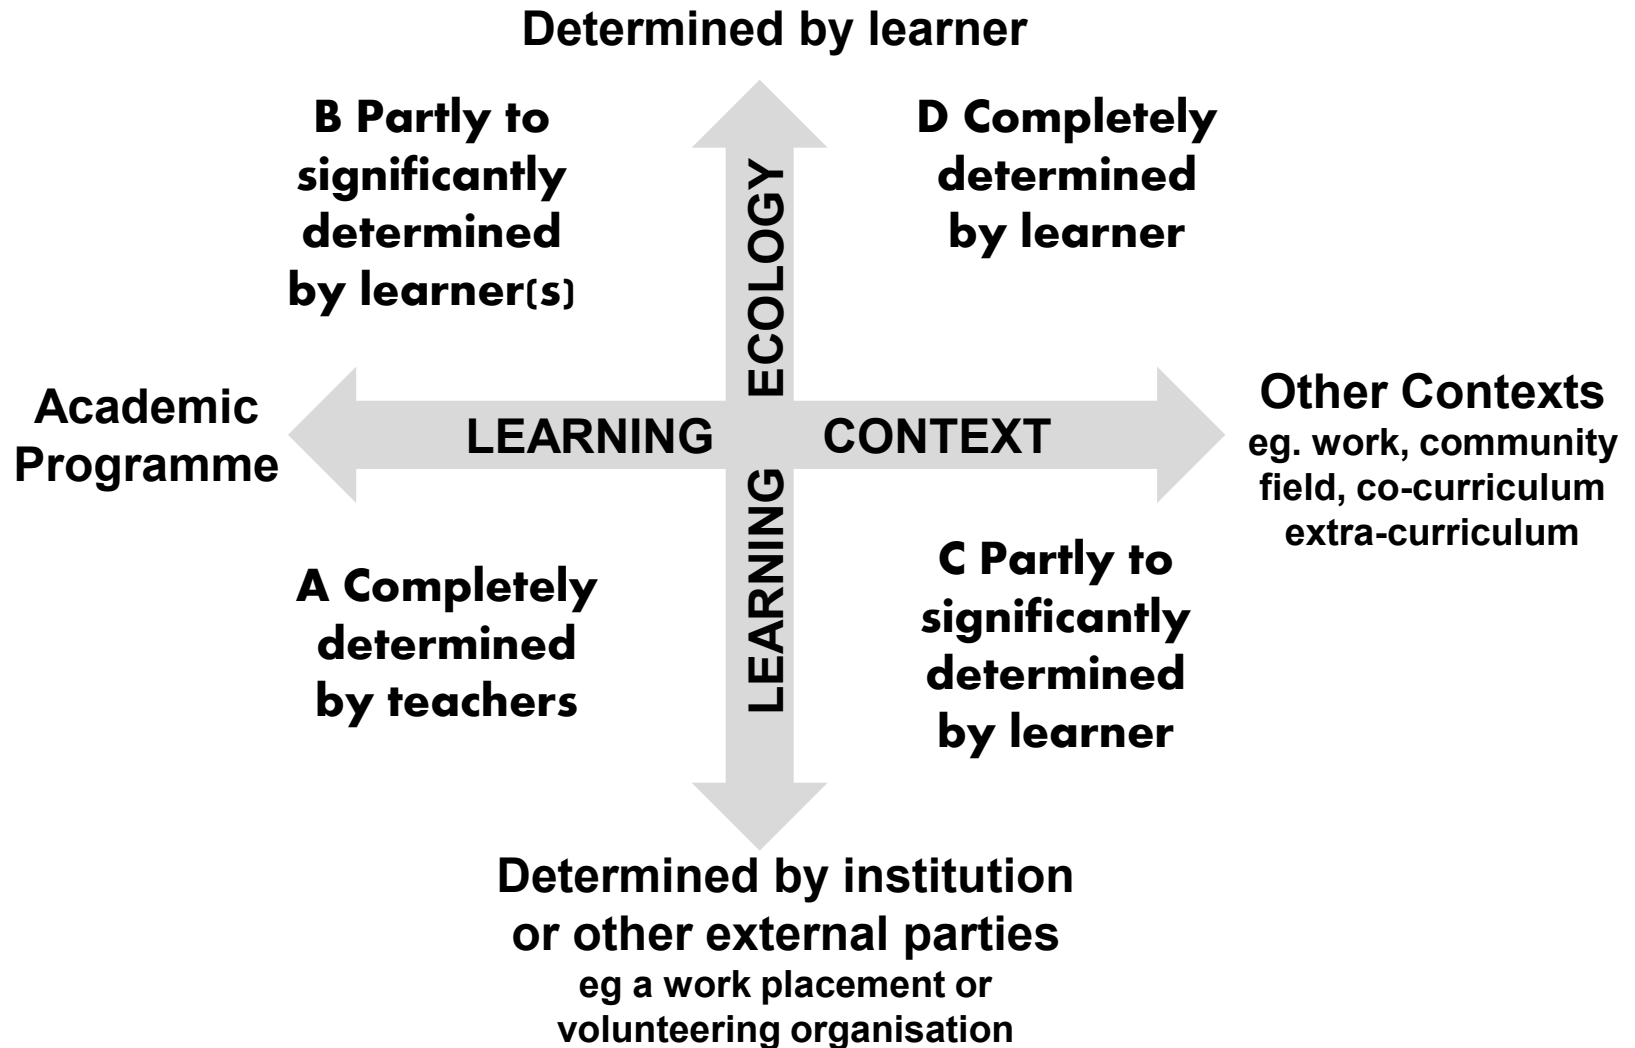 Determined by learner
B Partly to
significantly
determined
by learner(s)
D Completely
determined
by learner
LEARNING ECOLOGY
Academic
Programme
LEARNING CONTEXT
Other Contexts
eg. work, community
field, co-curriculum
extra-curriculum
A Completely
determined
by teachers
C Partly to
significantly
determined
by learner
Determined by institution
or other external parties
eg a work placement or
volunteering organisation